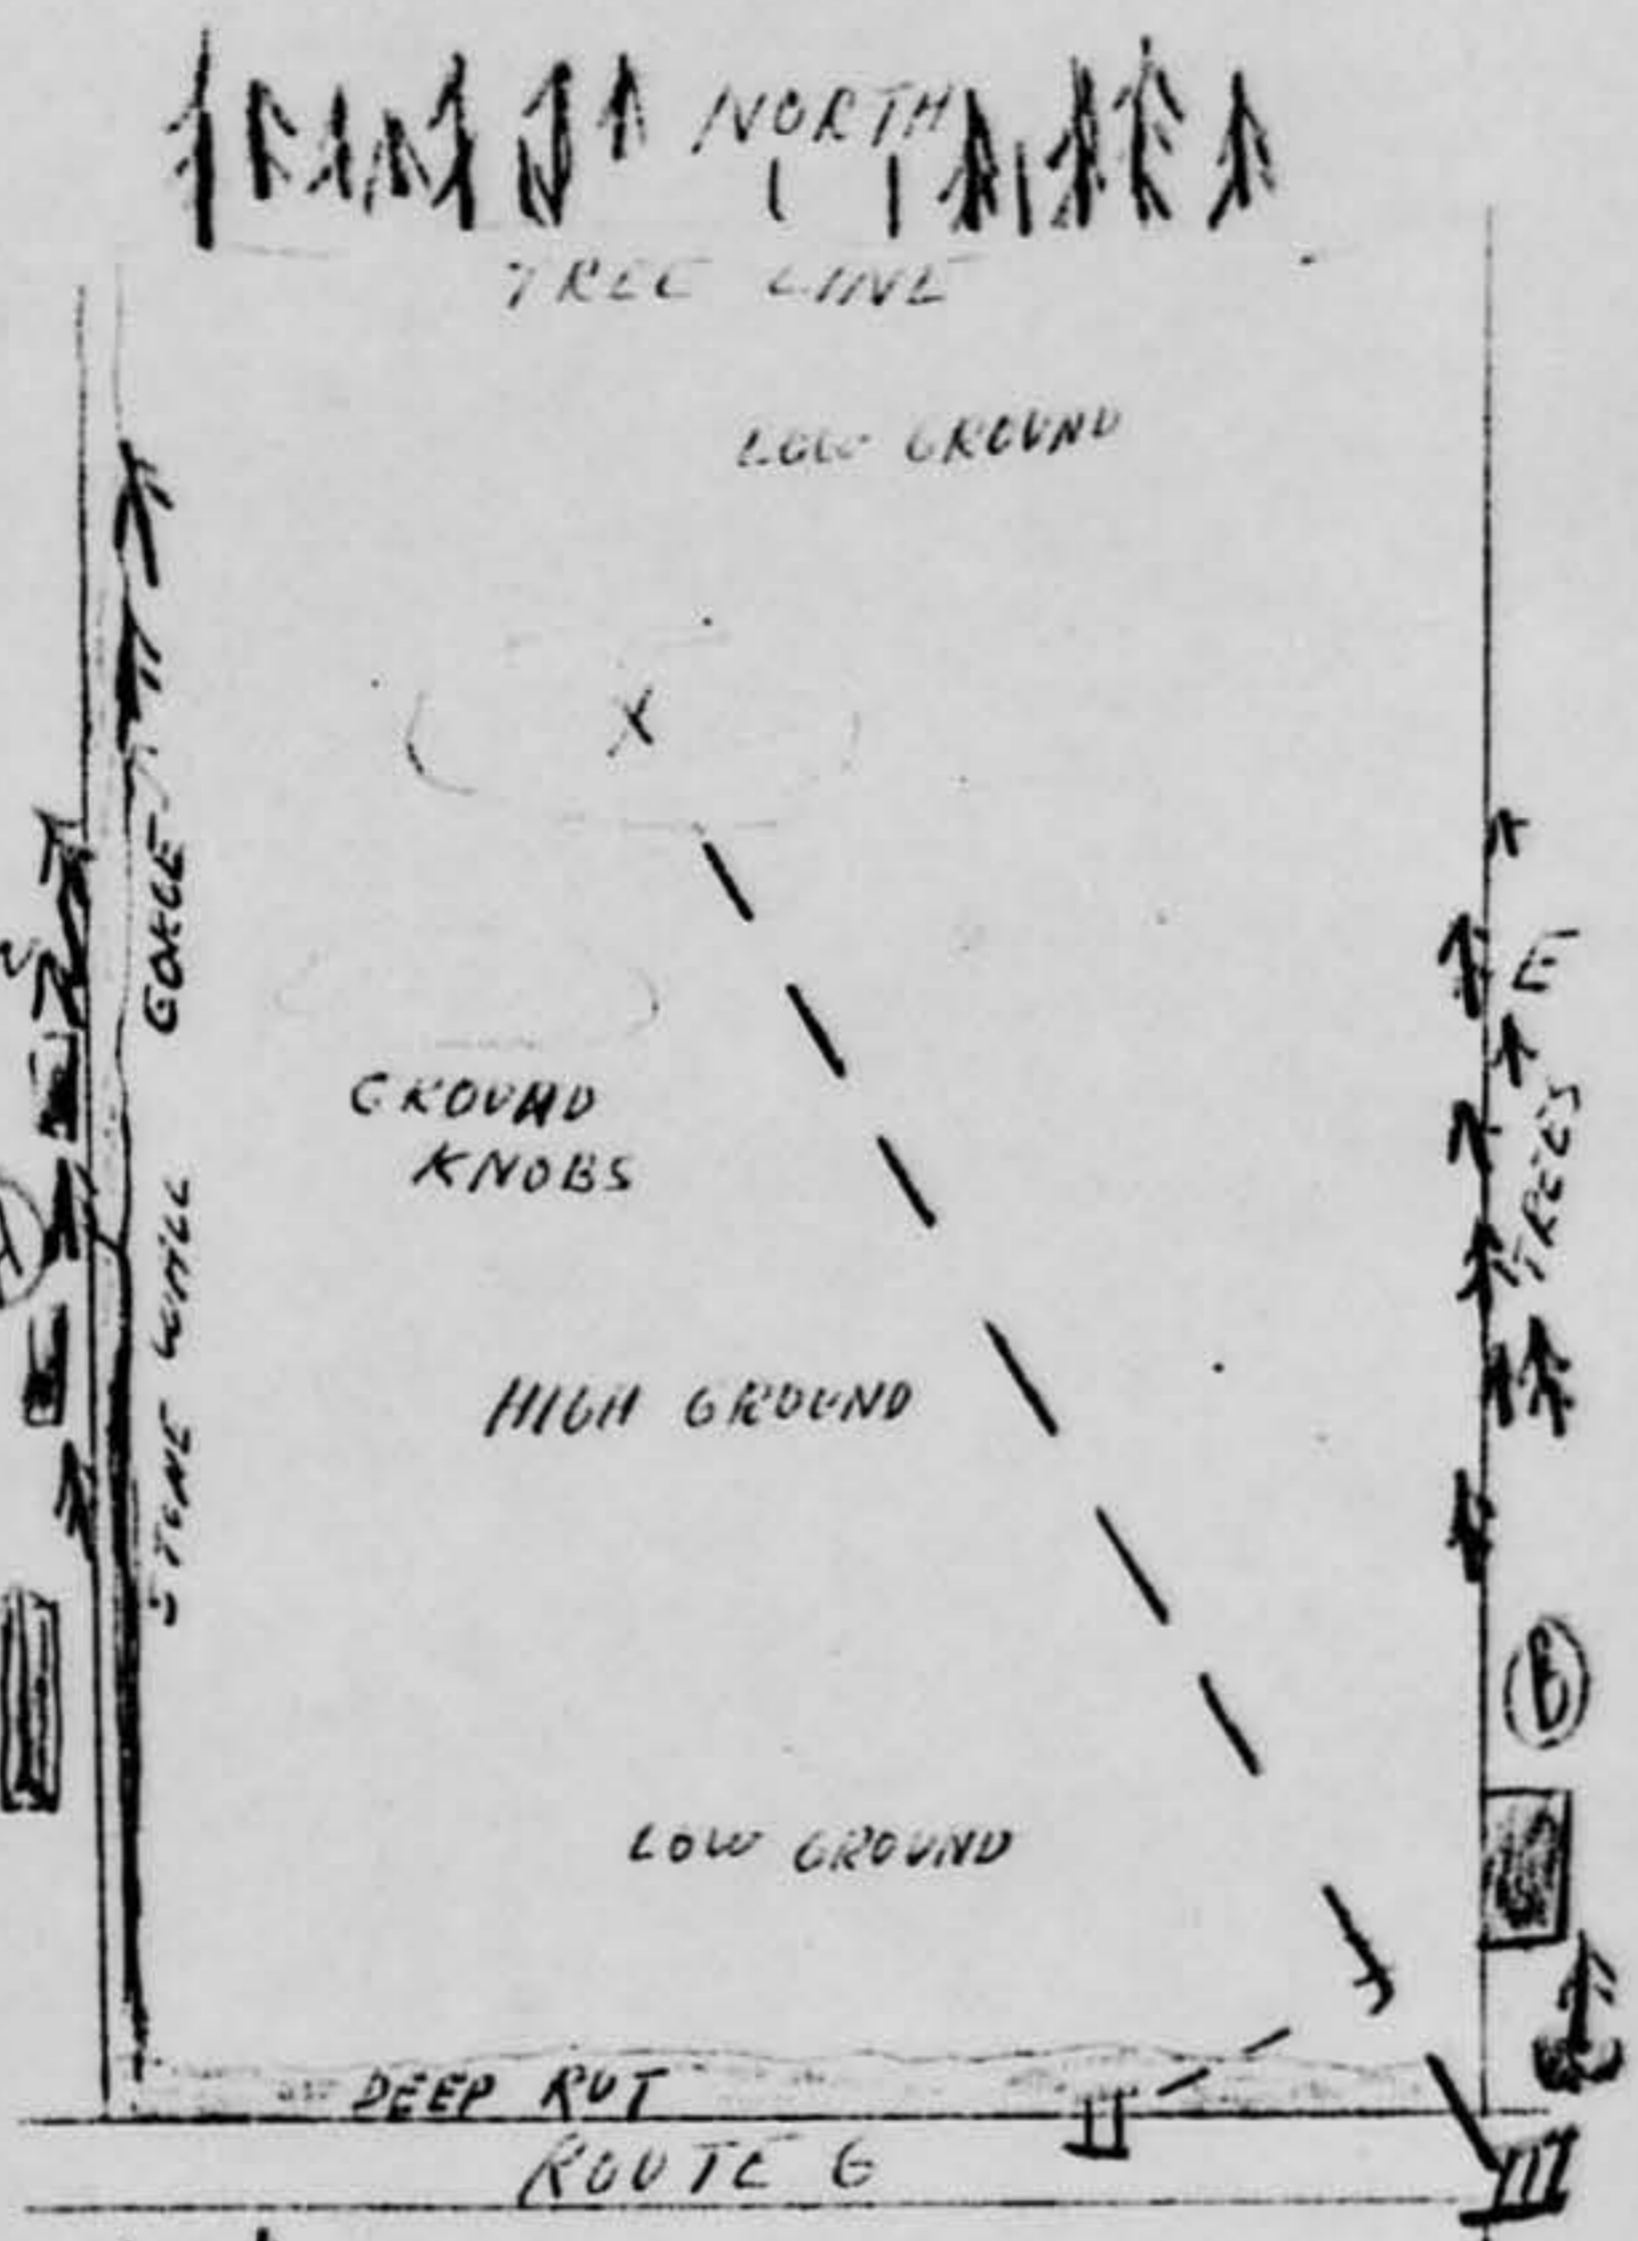 NORTH
TREE LINE
LOW GROUND
X
GORGE
E
TREES
GROUND
KNOBS
STONE WALL
HIGH GROUND
B
LOW GROUND
DEEP RUT
II
ROUTE 6
III